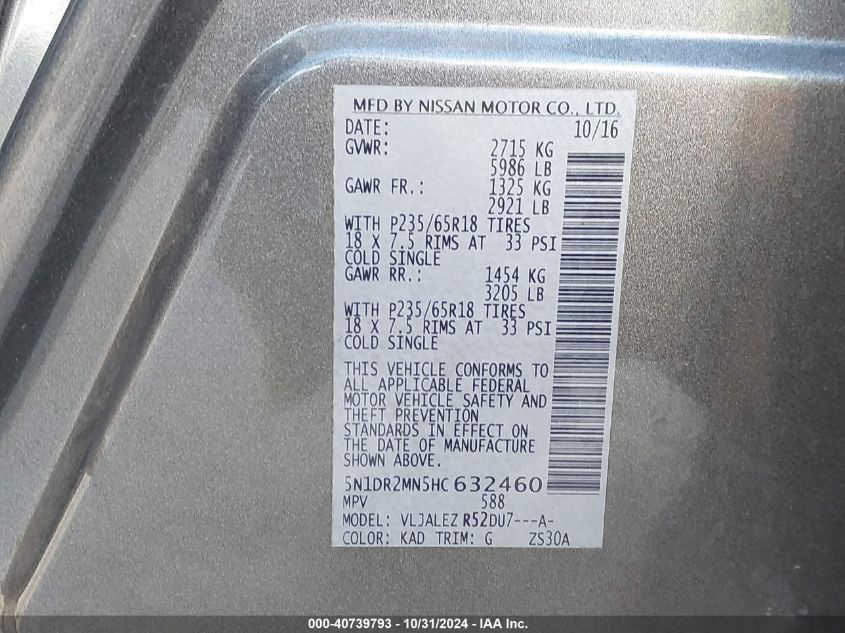 MFD BY NISSAN MOTOR CO., LTD.
DATE: 10/16
GVWR: 2715 KG
5986 LB
GAWR FR.: 1325 KG
2921 LB
WITH P235/65R18 TIRES
18 X 7.5 RIMS AT 33 PSI
COLD SINGLE
GAWR RR.: 1454 KG
3205 LB
WITH P235/65R18 TIRES
18 X 7.5 RIMS AT 33 PSI
COLD SINGLE
THIS VEHICLE CONFORMS TO
ALL APPLICABLE FEDERAL
MOTOR VEHICLE SAFETY AND
THEFT PREVENTION
STANDARDS IN EFFECT ON
THE DATE OF MANUFACTURE
SHOWN ABOVE.
5N1DR2MN5HC632460
MPV 588
MODEL: VLJALEZ R52DU7---A-
COLOR: KAD TRIM: G ZS30A
000-40739793 - 10/31/2024 - IAA Inc.